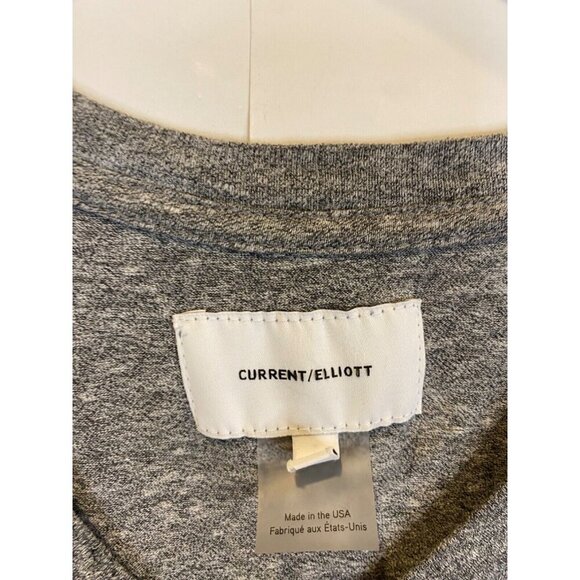 CURRENT/ELLIOTT
Made in the USA
Fabriqué aux États-Unis